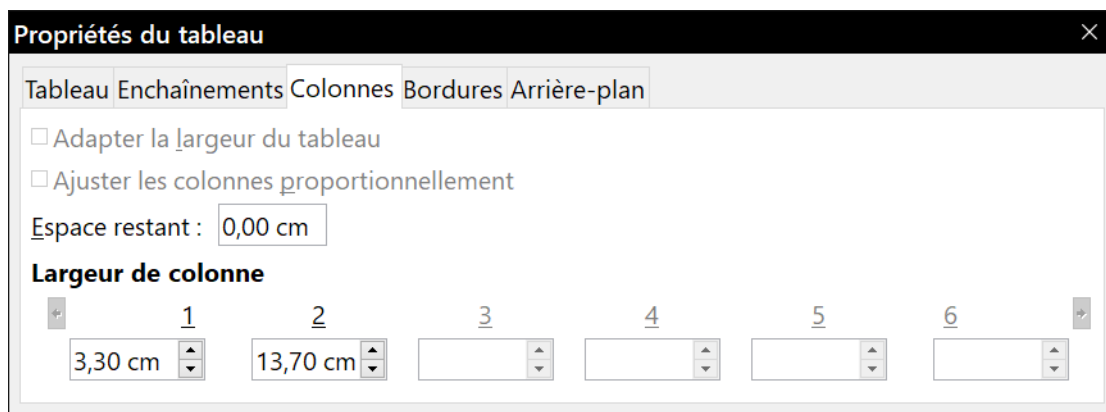 Propriétés du tableau
Tableau Enchaînements Colonnes Bordures Arrière-plan
Adapter la largeur du tableau
Ajuster les colonnes proportionnellement
Espace restant : 0,00 cm
Largeur de colonne
1 2 3 4 5 6
3,30 cm 13,70 cm